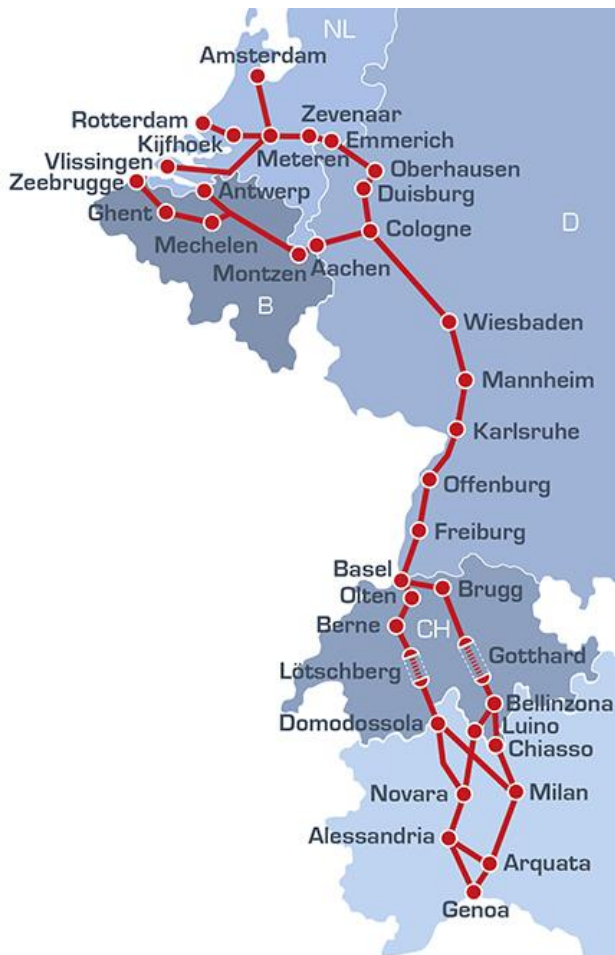 NL
Amsterdam
Rotterdam
Zevenaar
Kijfhoek
Emmerich
Meteren
Vlissingen
Oberhausen
Zeebrugge
Antwerp
Duisburg
Ghent
D
Cologne
Mechelen
Montzen
Aachen
B
Wiesbaden
Mannheim
Karlsruhe
Offenburg
Freiburg
Basel
Brugg
Olten
Berne
CH
Gotthard
Lötschberg
Bellinzona
Domodossola
Luino
Chiasso
Novara
Milan
Alessandria
Arquata
Genoa